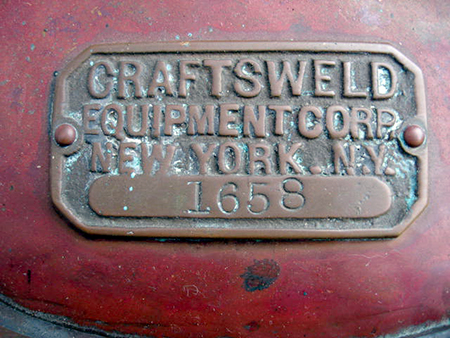 CRAFTSWELD
EQUIPMENT CORP.
NEW YORK. N.Y.
1658